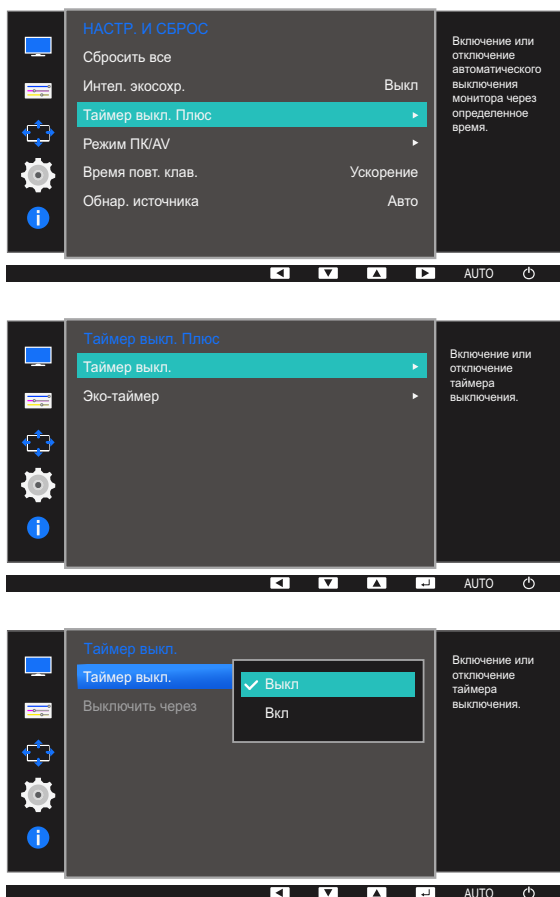 НАСТР. И СБРОС
Сбросить все
Интел. экосохр. Выкл
Таймер выкл. Плюс
Режим ПК/AV
Время повт. клав. Ускорение
Обнар. источника Авто
Включение или
отключение
автоматического
выключения
монитора через
определенное
время.
AUTO
Таймер выкл. Плюс
Таймер выкл.
Эко-таймер
Включение или
отключение
таймера
выключения.
AUTO
Таймер выкл.
Таймер выкл. Выкл
Выключить через Вкл
Включение или
отключение
таймера
выключения.
AUTO